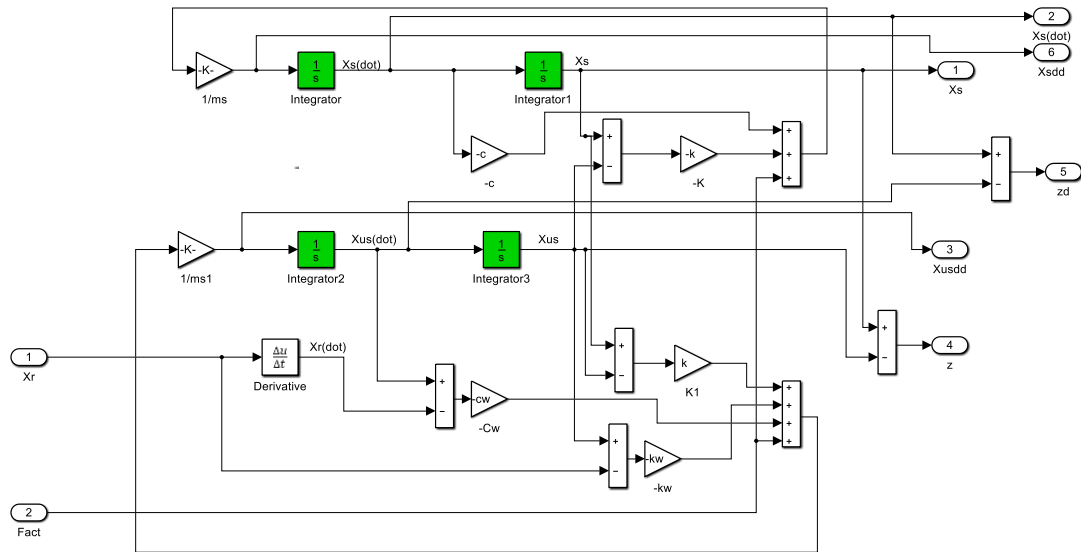 2
Xs(dot)
6
Xsdd
1
Xs
-K-
1/ms
1
s
Integrator
Xs(dot)
1
s
Integrator1
Xs
-c
-c
+
−
-k
-K
+
+
+
+
−
5
zd
-K-
1/ms1
1
s
Integrator2
Xus(dot)
1
s
Integrator3
Xus
3
Xusdd
1
Xr
Δu
Δt
Derivative
Xr(dot)
+
−
-cw
-Cw
+
−
k
K1
+
−
4
z
+
−
-kw
-kw
+
+
+
+
2
Fact